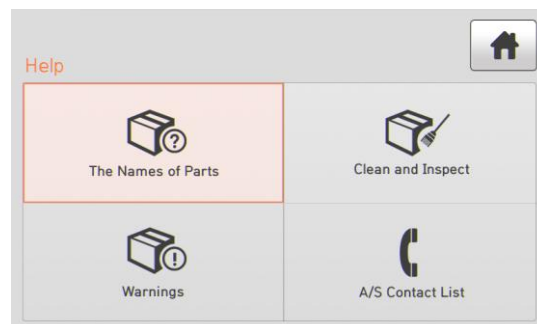 Help
The Names of Parts
Clean and Inspect
Warnings
A/S Contact List